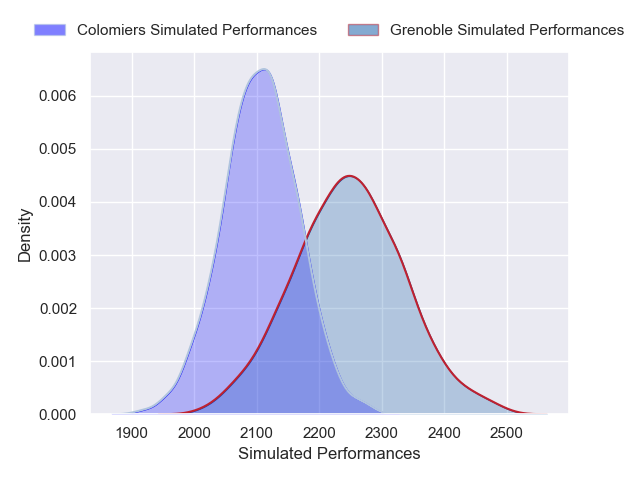 Colomiers Simulated Performances
Grenoble Simulated Performances
0.006
0.005
0.004
0.003
0.002
0.001
0.000
Density
1900 2000 2100 2200 2300 2400 2500
Simulated Performances